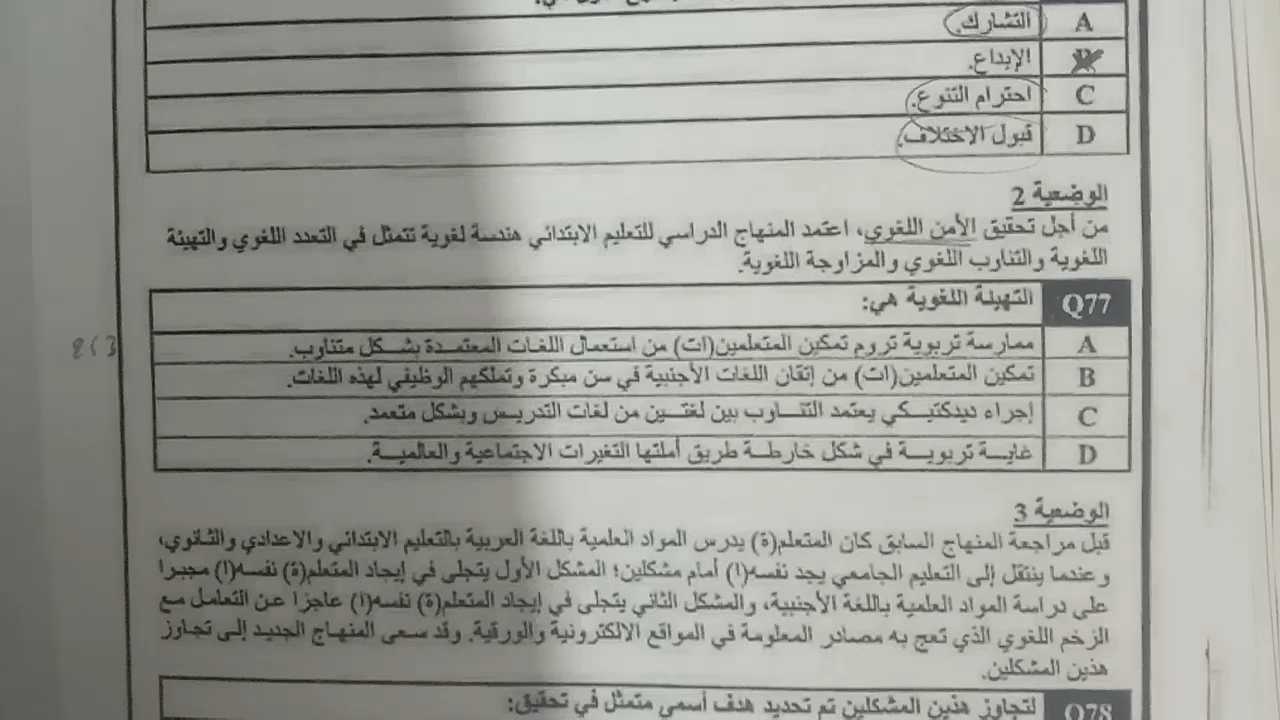 A التشارك.
الإبداع.
C احترام التنوع.
D قبول الاختلاف.
الوضعية 2
من أجل تحقيق الأمن اللغوي، اعتمد المنهاج الدراسي للتعليم الابتدائي هندسة لغوية تتمثل في التعدد اللغوي والتهيئة
اللغوية والتناوب اللغوي والمزاوجة اللغوية.
Q77 التهيئة اللغوية هي:
A ممارسة تربوية تروم تمكين المتعلمين(ات) من استعمال اللغات المعتمدة بشكل متناوب.
B تمكين المتعلمين(ات) من إتقان اللغات الأجنبية في سن مبكرة وتملكهم الوظيفي لهذه اللغات.
C إجراء ديدكتيكي يعتمد التناوب بين لغتين من لغات التدريس وبشكل متعمد.
D غاية تربوية في شكل خارطة طريق أملتها التغيرات الاجتماعية والعالمية.
الوضعية 3
قبل مراجعة المنهاج السابق كان المتعلم(ة) يدرس المواد العلمية باللغة العربية بالتعليم الابتدائي والاعدادي والثانوي،
وعندما ينتقل إلى التعليم الجامعي يجد نفسه(ا) أمام مشكلين؛ المشكل الأول يتجلى في إيجاد المتعلم(ة) نفسه(ا) مجبرا
على دراسة المواد العلمية باللغة الأجنبية، والمشكل الثاني يتجلى في إيجاد المتعلم(ة) نفسه(ا) عاجزا عن التعامل مع
الزخم اللغوي الذي تعج به مصادر المعلومة في المواقع الالكترونية والورقية. وقد سعى المنهاج الجديد إلى تجاوز
هذين المشكلين.
Q78 لتجاوز هذين المشكلين تم تحديد هدف أسمى متمثل في تحقيق: